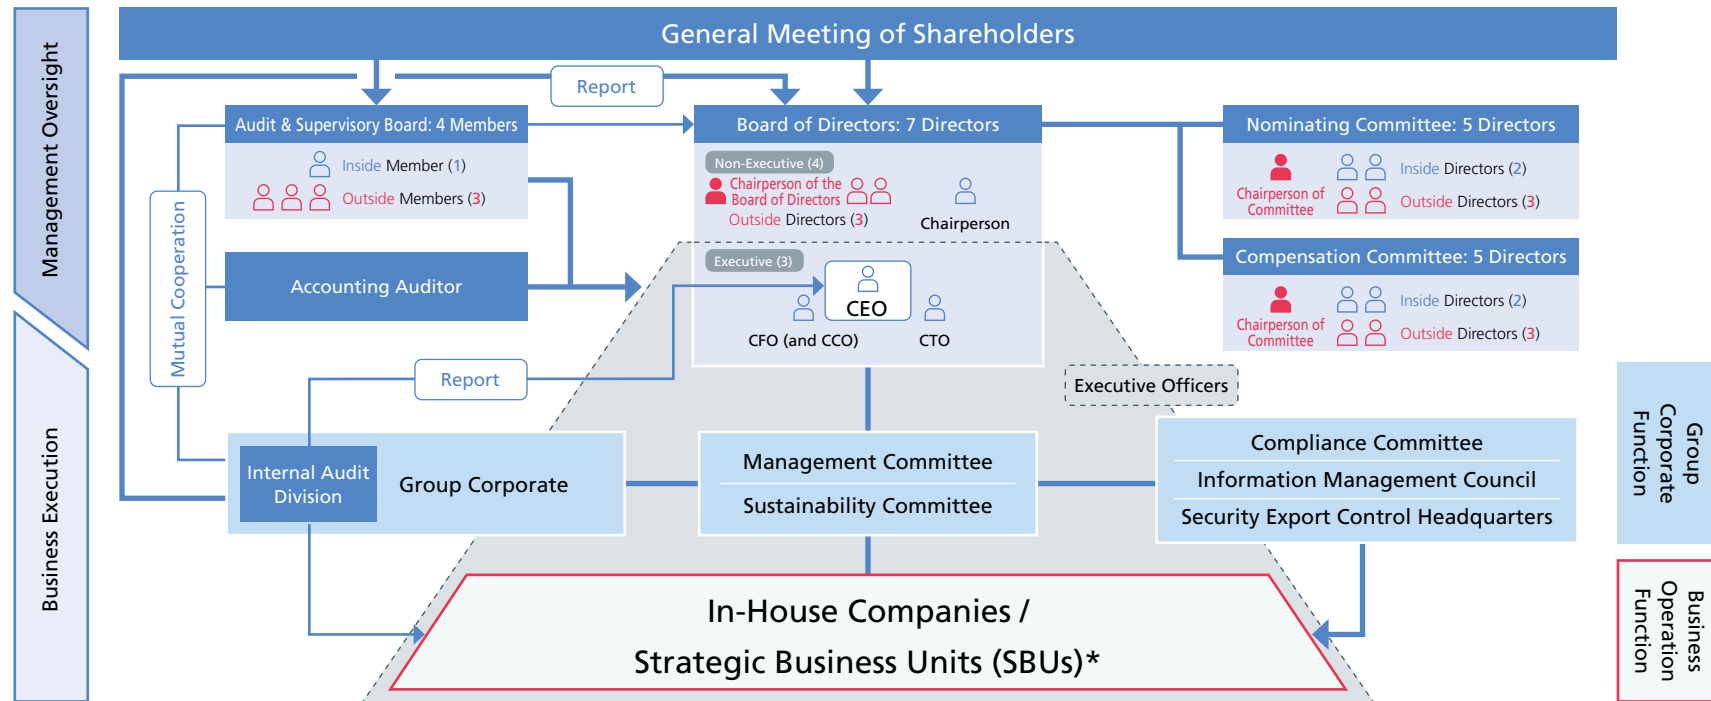 General Meeting of Shareholders
Management Oversight
Business Execution
Report
Audit & Supervisory Board: 4 Members
Inside Member (1)
Outside Members (3)
Mutual Cooperation
Accounting Auditor
Board of Directors: 7 Directors
Non-Executive (4)
Chairperson of the
Board of Directors
Outside Directors (3)
Chairperson
Executive (3)
CEO
CFO (and CCO)
CTO
Nominating Committee: 5 Directors
Chairperson of
Committee
Inside Directors (2)
Outside Directors (3)
Compensation Committee: 5 Directors
Chairperson of
Committee
Inside Directors (2)
Outside Directors (3)
Report
Executive Officers
Internal Audit
Division
Group Corporate
Management Committee
Sustainability Committee
Compliance Committee
Information Management Council
Security Export Control Headquarters
Group
Corporate
Function
In-House Companies /
Strategic Business Units (SBUs)*
Business
Operation
Function